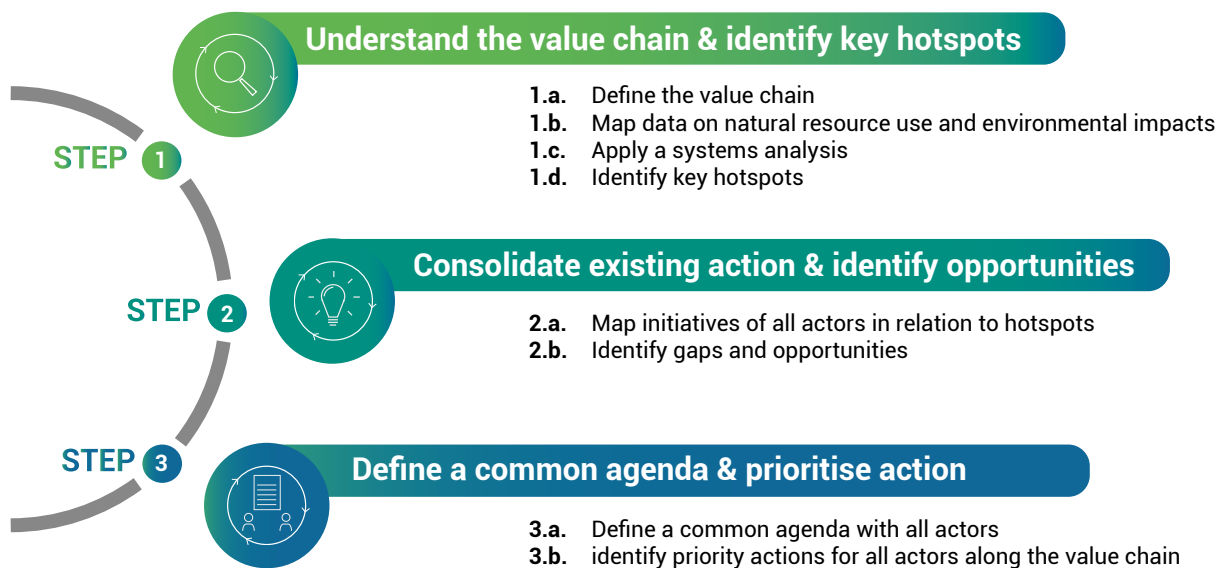 Understand the value chain & identify key hotspots
1.a. Define the value chain
1.b. Map data on natural resource use and environmental impacts
1.c. Apply a systems analysis
1.d. Identify key hotspots
STEP 1
Consolidate existing action & identify opportunities
STEP 2
2.a. Map initiatives of all actors in relation to hotspots
2.b. Identify gaps and opportunities
STEP 3
Define a common agenda & prioritise action
3.a. Define a common agenda with all actors
3.b. identify priority actions for all actors along the value chain